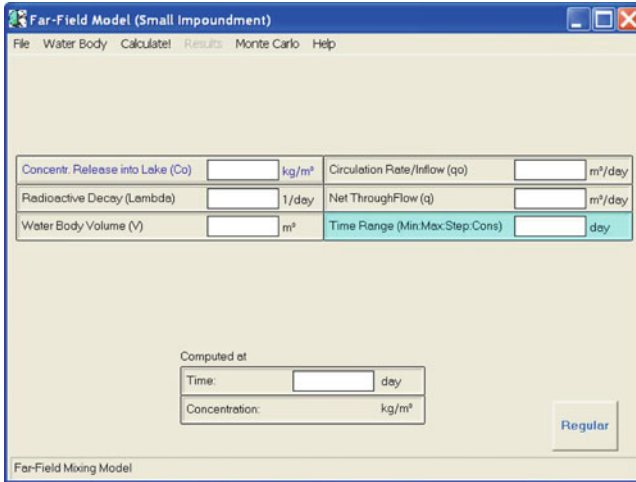 Far-Field Model (Small Impoundment)
File Water Body Calculate! Results Monte Carlo Help
Concentr. Release into Lake (Co) kg/m³ Circulation Rate/Inflow (qo) m³/day
Radioactive Decay (Lambda) 1/day Net ThroughFlow (q) m³/day
Water Body Volume (V) m³ Time Range (Min:Max:Step:Cons) day
Computed at
Time: day
Concentration: kg/m³
Regular
Far-Field Mixing Model